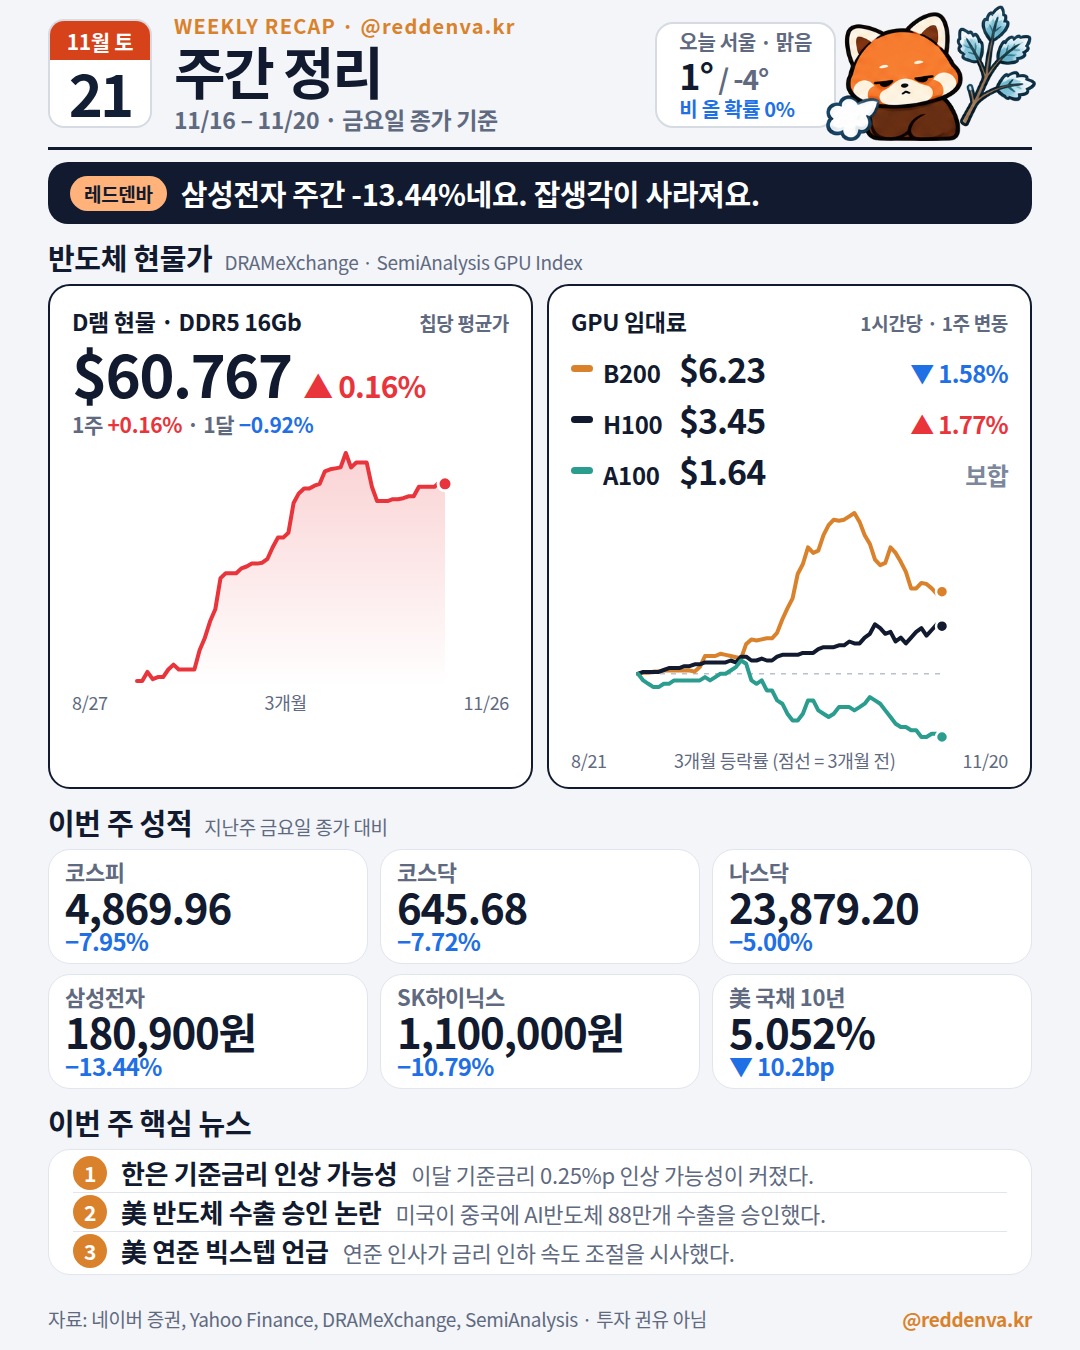 11월 토
21
WEEKLY RECAP · @reddenva.kr
주간 정리
11/16 – 11/20 · 금요일 종가 기준
오늘 서울 · 맑음
1° / -4°
비 올 확률 0%
레드덴바 삼성전자 주간 -13.44%네요. 잡생각이 사라져요.
반도체 현물가 DRAMeXchange · SemiAnalysis GPU Index
D램 현물 · DDR5 16Gb 칩당 평균가
$60.767 ▲ 0.16%
1주 +0.16% · 1달 −0.92%
8/27 3개월 11/26
GPU 임대료 1시간당 · 1주 변동
B200 $6.23 ▼ 1.58%
H100 $3.45 ▲ 1.77%
A100 $1.64 보합
8/21 3개월 등락률 (점선 = 3개월 전) 11/20
이번 주 성적 지난주 금요일 종가 대비
코스피
4,869.96
−7.95%
코스닥
645.68
−7.72%
나스닥
23,879.20
−5.00%
삼성전자
180,900원
−13.44%
SK하이닉스
1,100,000원
−10.79%
美 국채 10년
5.052%
▼ 10.2bp
이번 주 핵심 뉴스
1 한은 기준금리 인상 가능성 이달 기준금리 0.25%p 인상 가능성이 커졌다.
2 美 반도체 수출 승인 논란 미국이 중국에 AI반도체 88만개 수출을 승인했다.
3 美 연준 빅스텝 언급 연준 인사가 금리 인하 속도 조절을 시사했다.
자료: 네이버 증권, Yahoo Finance, DRAMeXchange, SemiAnalysis · 투자 권유 아님
@reddenva.kr